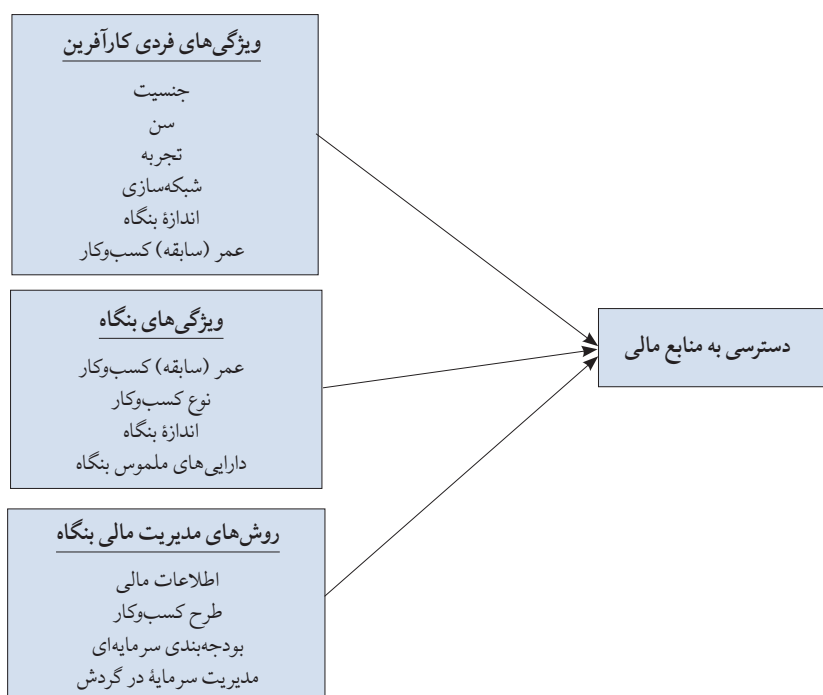 ویژگی‌های فردی کارآفرین
جنسیت
سن
تجربه
شبکه‌سازی
اندازهٔ بنگاه
عمر (سابقه) کسب‌وکار
ویژگی‌های بنگاه
عمر (سابقه) کسب‌وکار
نوع کسب‌وکار
اندازهٔ بنگاه
دارایی‌های ملموس بنگاه
روش‌های مدیریت مالی بنگاه
اطلاعات مالی
طرح کسب‌وکار
بودجه‌بندی سرمایه‌ای
مدیریت سرمایهٔ در گردش
دسترسی به منابع مالی